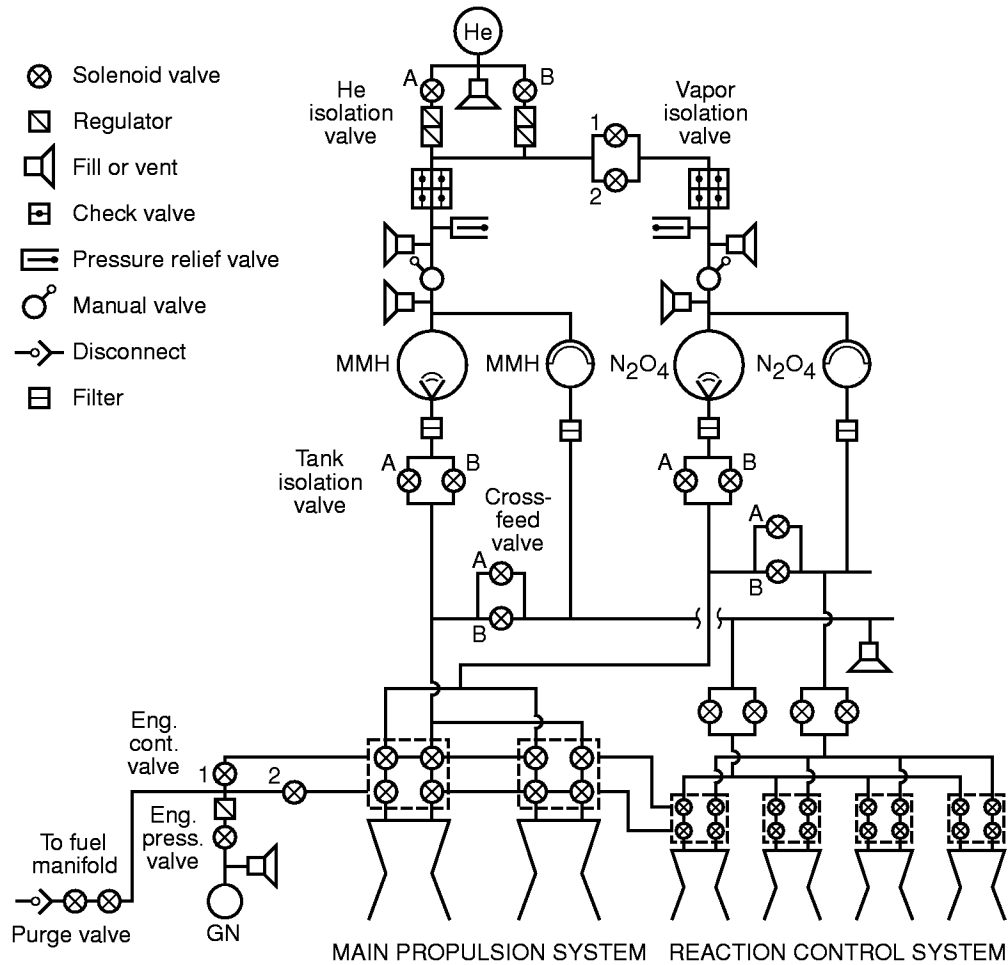 He
A
B
He
isolation
valve
Vapor
isolation
valve
1
2
Solenoid valve
Regulator
Fill or vent
Check valve
Pressure relief valve
Manual valve
Disconnect
Filter
MMH
MMH
N₂O₄
N₂O₄
Tank
isolation
valve
A
B
A
B
Cross-
feed
valve
A
B
A
B
Eng.
cont.
valve
1
2
Eng.
press.
valve
To fuel
manifold
Purge valve
GN
MAIN PROPULSION SYSTEM
REACTION CONTROL SYSTEM